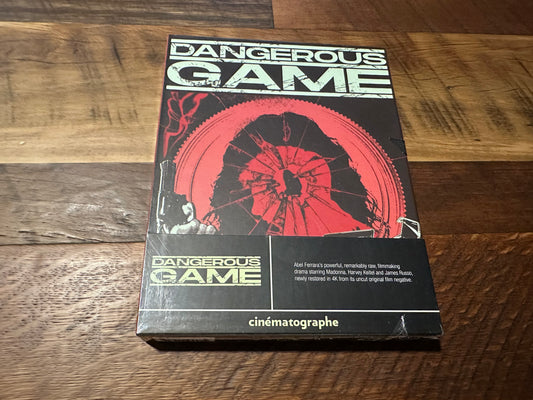 DANGEROUS
GAME
DANGEROUS
GAME
Abel Ferrara's powerful, remarkably raw, filmmaking
drama starring Madonna, Harvey Keitel and James Russo,
newly restored in 4K from its uncut original film negative.
cinématographe